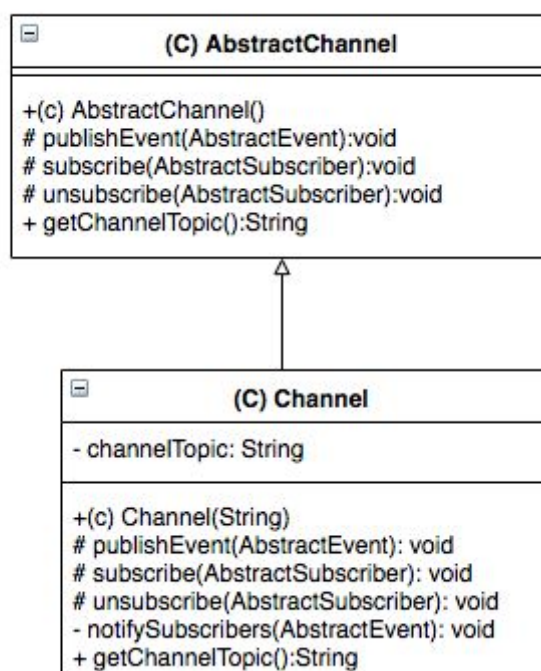 (C) AbstractChannel
+(c) AbstractChannel()
# publishEvent(AbstractEvent):void
# subscribe(AbstractSubscriber):void
# unsubscribe(AbstractSubscriber):void
+ getChannelTopic():String
(C) Channel
- channelTopic: String
+(c) Channel(String)
# publishEvent(AbstractEvent): void
# subscribe(AbstractSubscriber): void
# unsubscribe(AbstractSubscriber): void
- notifySubscribers(AbstractEvent): void
+ getChannelTopic():String